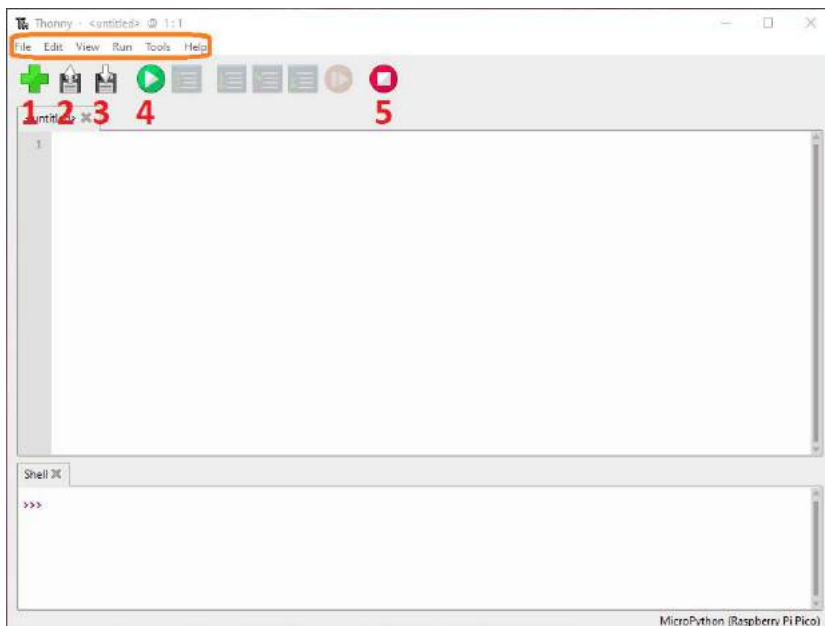 Thonny - <untitled> @ 1:1
File Edit View Run Tools Help
1 2 3 4 5
<untitled>
1
Shell
>>>
MicroPython (Raspberry Pi Pico)